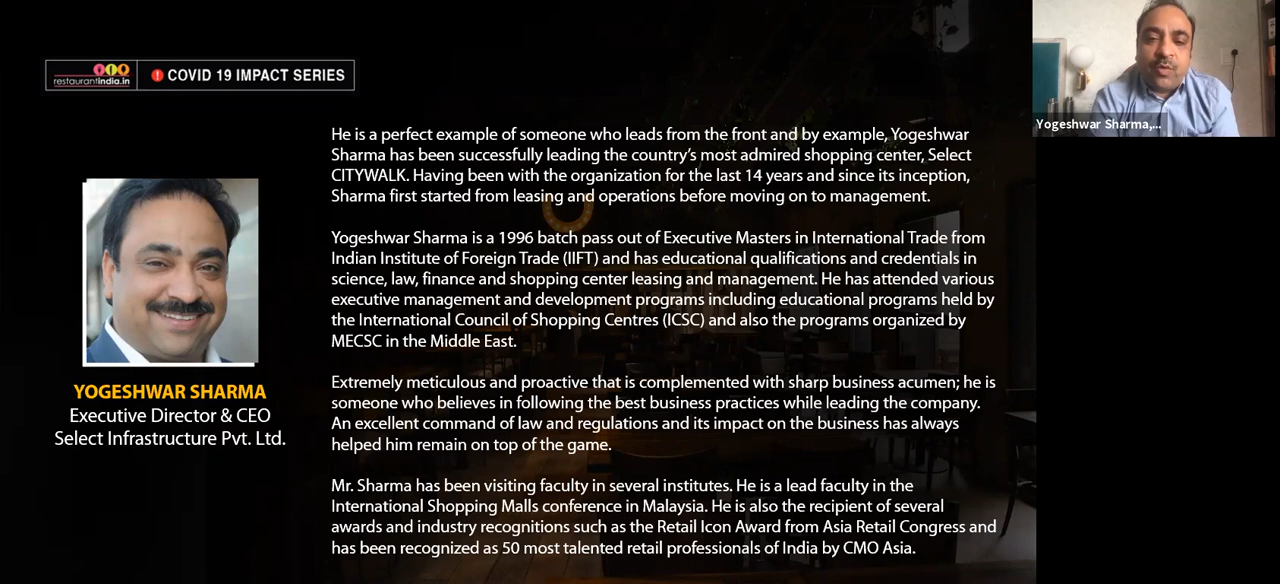 restaurantindia.in
COVID 19 IMPACT SERIES
Yogeshwar Sharma,...
He is a perfect example of someone who leads from the front and by example, Yogeshwar
Sharma has been successfully leading the country's most admired shopping center, Select
CITYWALK. Having been with the organization for the last 14 years and since its inception,
Sharma first started from leasing and operations before moving on to management.
Yogeshwar Sharma is a 1996 batch pass out of Executive Masters in International Trade from
Indian Institute of Foreign Trade (IIFT) and has educational qualifications and credentials in
science, law, finance and shopping center leasing and management. He has attended various
executive management and development programs including educational programs held by
the International Council of Shopping Centres (ICSC) and also the programs organized by
MECSC in the Middle East.
Extremely meticulous and proactive that is complemented with sharp business acumen; he is
someone who believes in following the best business practices while leading the company.
An excellent command of law and regulations and its impact on the business has always
helped him remain on top of the game.
Mr. Sharma has been visiting faculty in several institutes. He is a lead faculty in the
International Shopping Malls conference in Malaysia. He is also the recipient of several
awards and industry recognitions such as the Retail Icon Award from Asia Retail Congress and
has been recognized as 50 most talented retail professionals of India by CMO Asia.
YOGESHWAR SHARMA
Executive Director & CEO
Select Infrastructure Pvt. Ltd.